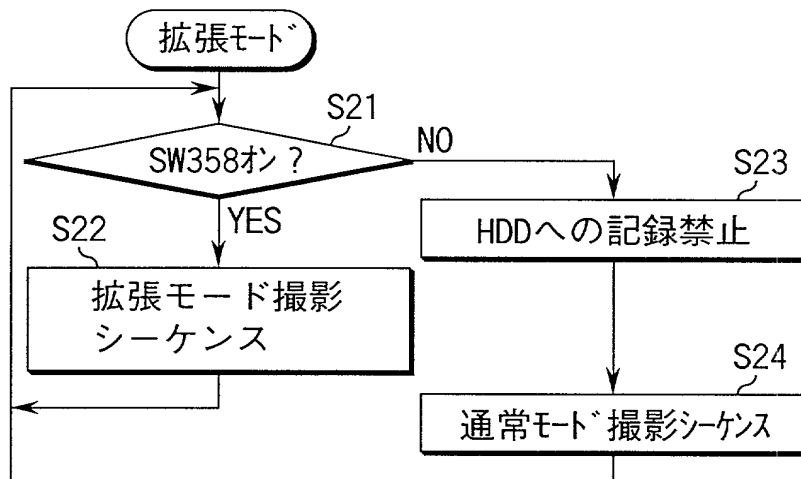 拡張ﾓｰﾄﾞ
S21
SW358ｵﾝ？
NO
YES
S22
拡張モード撮影
シーケンス
S23
HDDへの記録禁止
S24
通常ﾓｰﾄﾞ撮影ｼｰｹﾝｽ